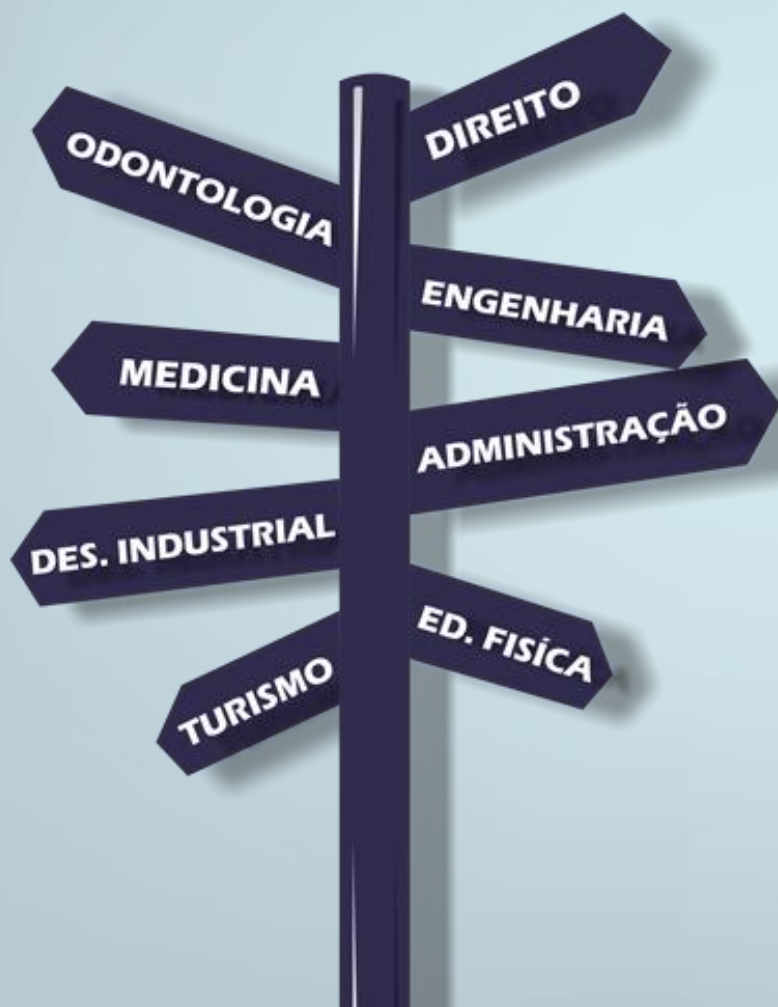 DIREITO
ODONTOLOGIA
ENGENHARIA
MEDICINA
ADMINISTRAÇÃO
DES. INDUSTRIAL
ED. FISÍCA
TURISMO